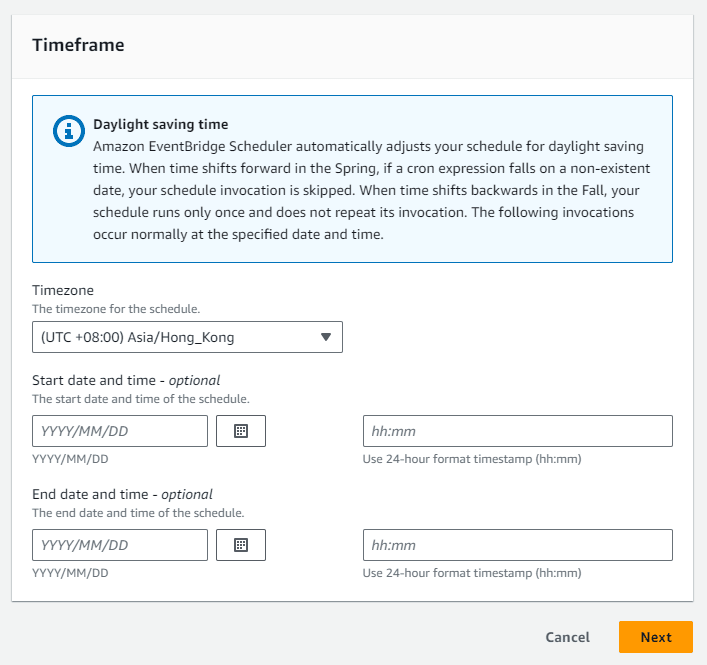 Timeframe
Daylight saving time
Amazon EventBridge Scheduler automatically adjusts your schedule for daylight saving
time. When time shifts forward in the Spring, if a cron expression falls on a non-existent
date, your schedule invocation is skipped. When time shifts backwards in the Fall, your
schedule runs only once and does not repeat its invocation. The following invocations
occur normally at the specified date and time.
Timezone
The timezone for the schedule.
(UTC +08:00) Asia/Hong_Kong
Start date and time - optional
The start date and time of the schedule.
YYYY/MM/DD hh:mm
YYYY/MM/DD Use 24-hour format timestamp (hh:mm)
End date and time - optional
The end date and time of the schedule.
YYYY/MM/DD hh:mm
YYYY/MM/DD Use 24-hour format timestamp (hh:mm)
Cancel Next